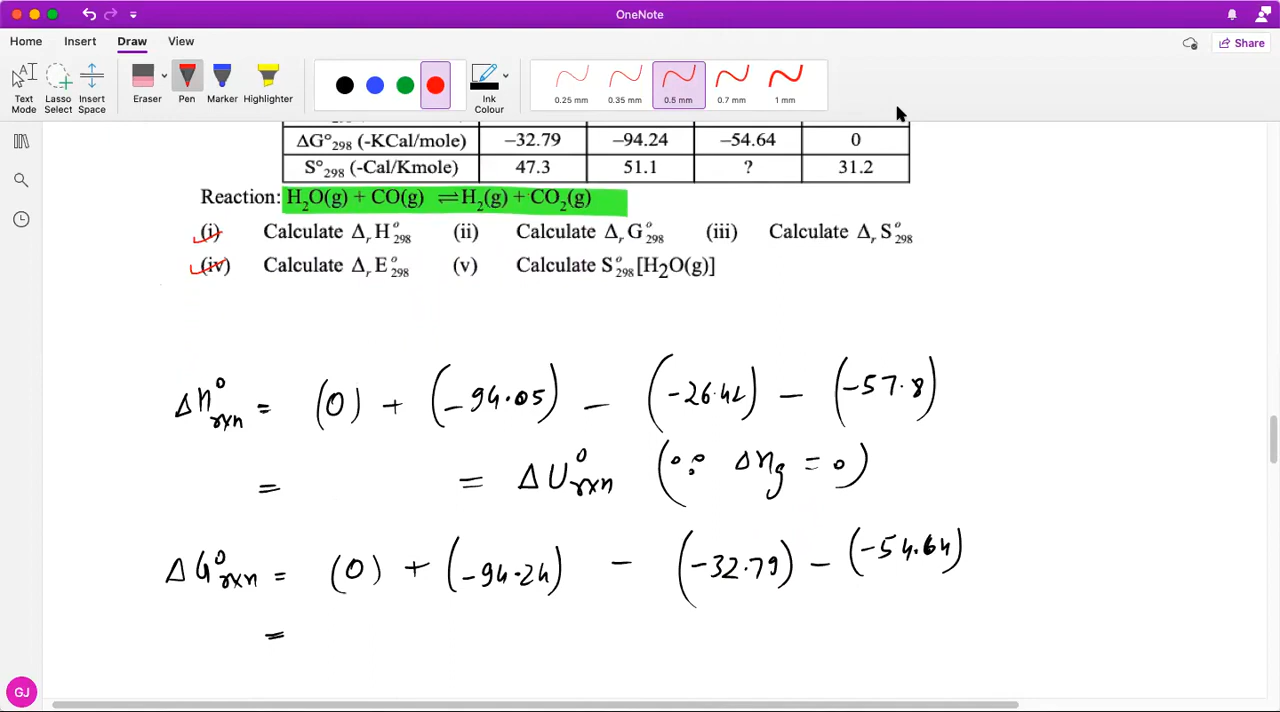 OneNote
Home Insert Draw View
Share
Text Mode Lasso Select Insert Space Eraser Pen Marker Highlighter Ink Colour 0.25 mm 0.35 mm 0.5 mm 0.7 mm 1 mm
ΔG°298 (-KCal/mole) –32.79 –94.24 –54.64 0
S°298 (-Cal/Kmole) 47.3 51.1 ? 31.2
Reaction: H2O(g) + CO(g) ⇌ H2(g) + CO2(g)
(i) Calculate ΔrH°298 (ii) Calculate ΔrG°298 (iii) Calculate ΔrS°298
(iv) Calculate ΔrE°298 (v) Calculate S°298[H2O(g)]
ΔH°rxn = (0) + (-94.05) - (-26.42) - (-57.8)
= = ΔU°rxn (∵ Δng = 0)
ΔG°rxn = (0) + (-94.24) - (-32.79) - (-54.64)
=
GJ